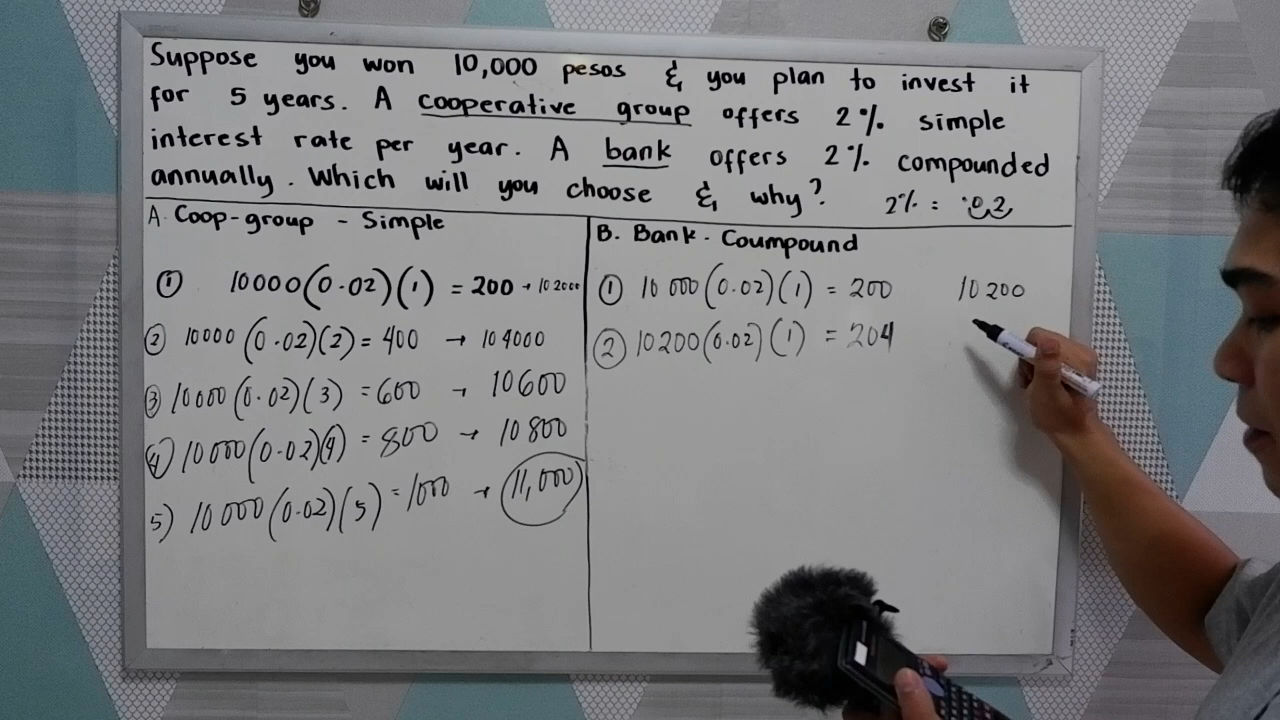 Suppose you won 10,000 pesos & you plan to invest it
for 5 years. A cooperative group offers 2% simple
interest rate per year. A bank offers 2% compounded
annually. Which will you choose & why? 2% = .02
A. Coop-group - Simple
① 10000(0.02)(1) = 200 → 102000
② 10000(0.02)(2) = 400 → 104000
③ 10000(0.02)(3) = 600 → 10600
④ 10000(0.02)(4) = 800 → 10800
5) 10000(0.02)(5) = 1000 → 11,000
B. Bank - Coumpound
① 10000(0.02)(1) = 200 10200
② 10200(0.02)(1) = 204